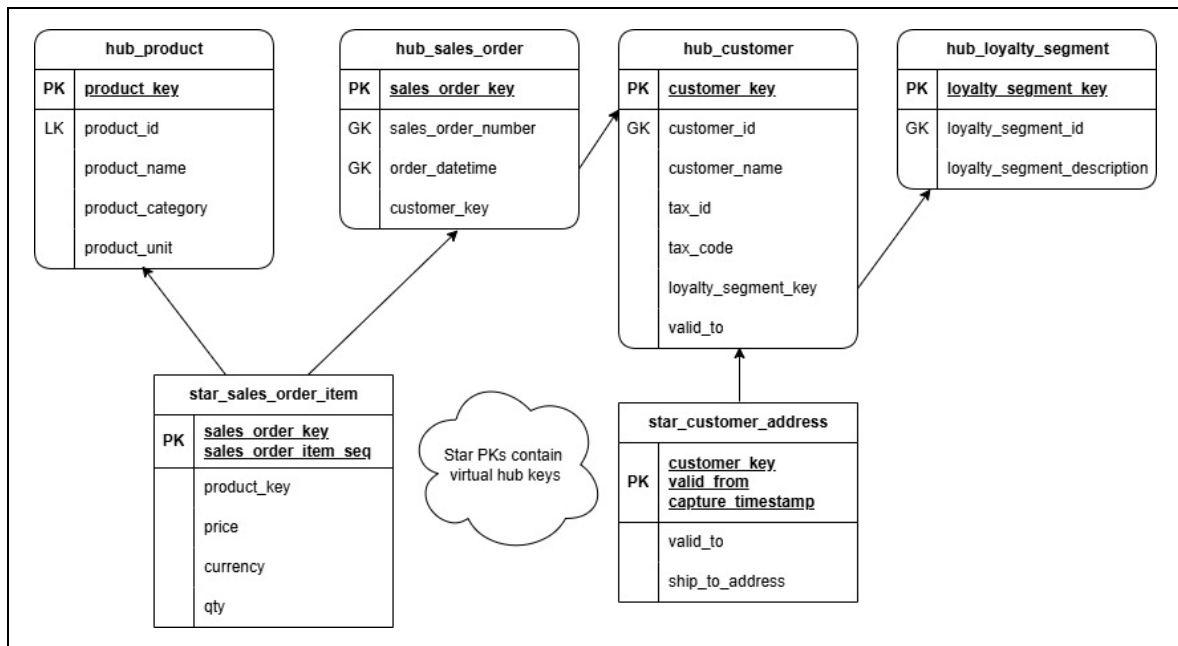 hub_product
PK product_key
LK product_id
product_name
product_category
product_unit
hub_sales_order
PK sales_order_key
GK sales_order_number
GK order_datetime
customer_key
hub_customer
PK customer_key
GK customer_id
customer_name
tax_id
tax_code
loyalty_segment_key
valid_to
hub_loyalty_segment
PK loyalty_segment_key
GK loyalty_segment_id
loyalty_segment_description
star_sales_order_item
PK sales_order_key
sales_order_item_seq
product_key
price
currency
qty
Star PKs contain
virtual hub keys
star_customer_address
customer_key
PK valid_from
capture_timestamp
valid_to
ship_to_address